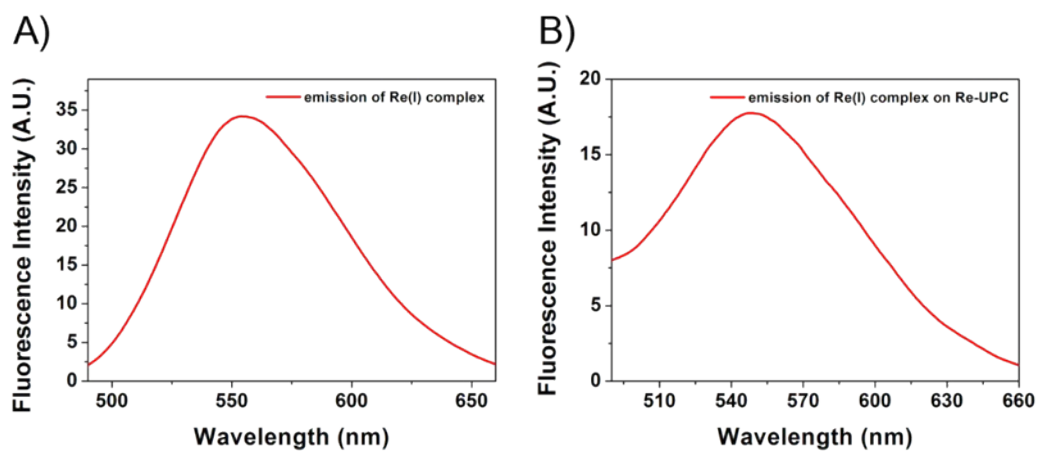 A)
Fluorescence Intensity (A.U.)
35
30
25
20
15
10
5
0
emission of Re(I) complex
500
550
600
650
Wavelength (nm)
B)
Fluorescence Intensity (A.U.)
20
15
10
5
0
emission of Re(I) complex on Re-UPC
510
540
570
600
630
660
Wavelength (nm)